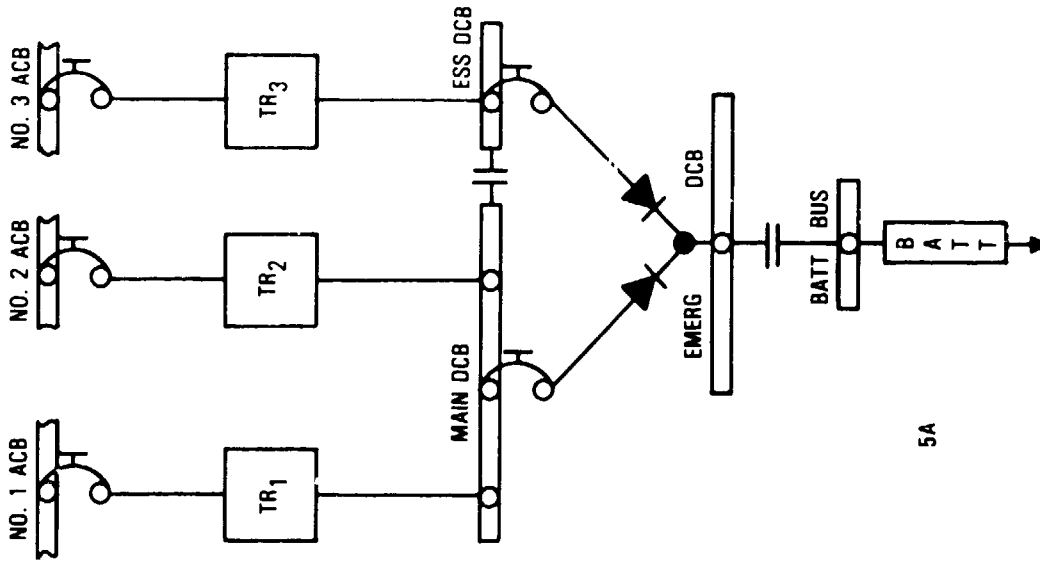 NO. 1 ACB
NO. 2 ACB
NO. 3 ACB
TR1
TR2
TR3
MAIN DCB
ESS DCB
EMERG DCB
BATT BUS
BATT
5A